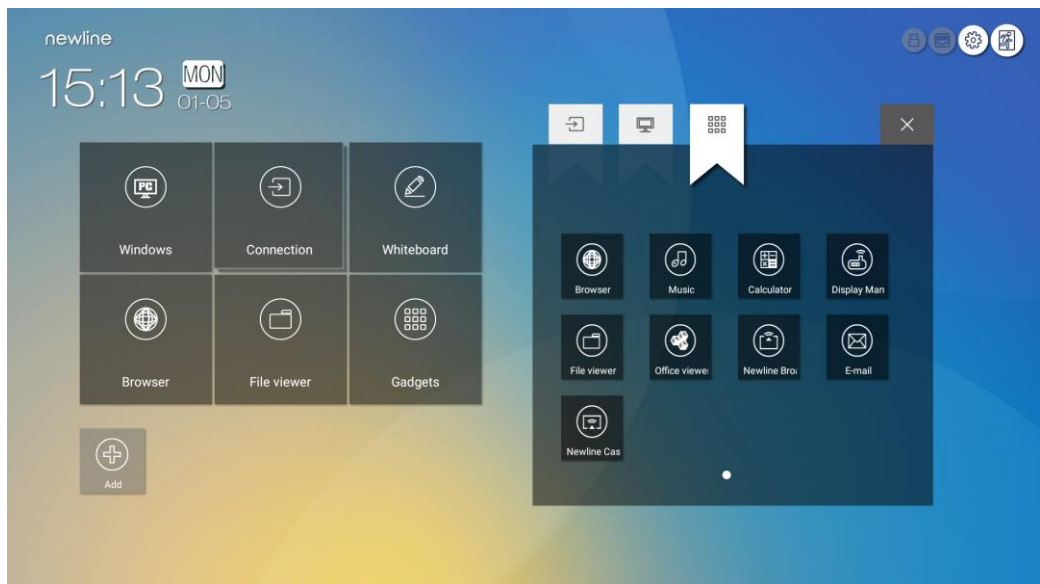 newline
15:13 MON
01-05
PC
Windows
Connection
Whiteboard
Browser
File viewer
Gadgets
Add
Browser
Music
Calculator
Display Man
File viewer
Office viewer
Newline Broa
E-mail
Newline Cas